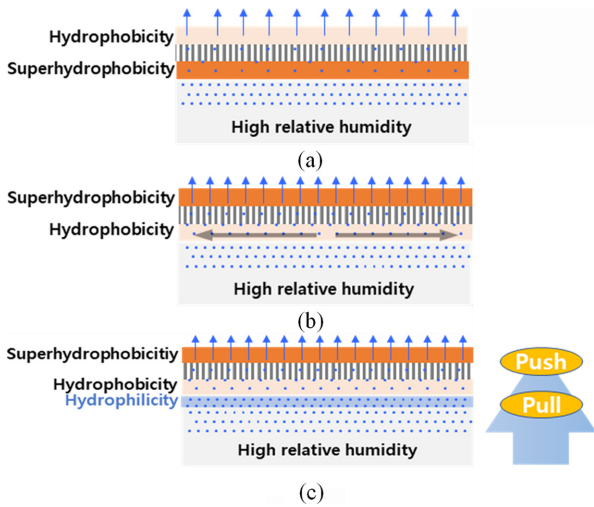 Hydrophobicity
Superhydrophobicity
High relative humidity
(a)
Superhydrophobicity
Hydrophobicity
High relative humidity
(b)
Superhydrophobicitiy
Hydrophobicity
Hydrophilicity
High relative humidity
Push
Pull
(c)